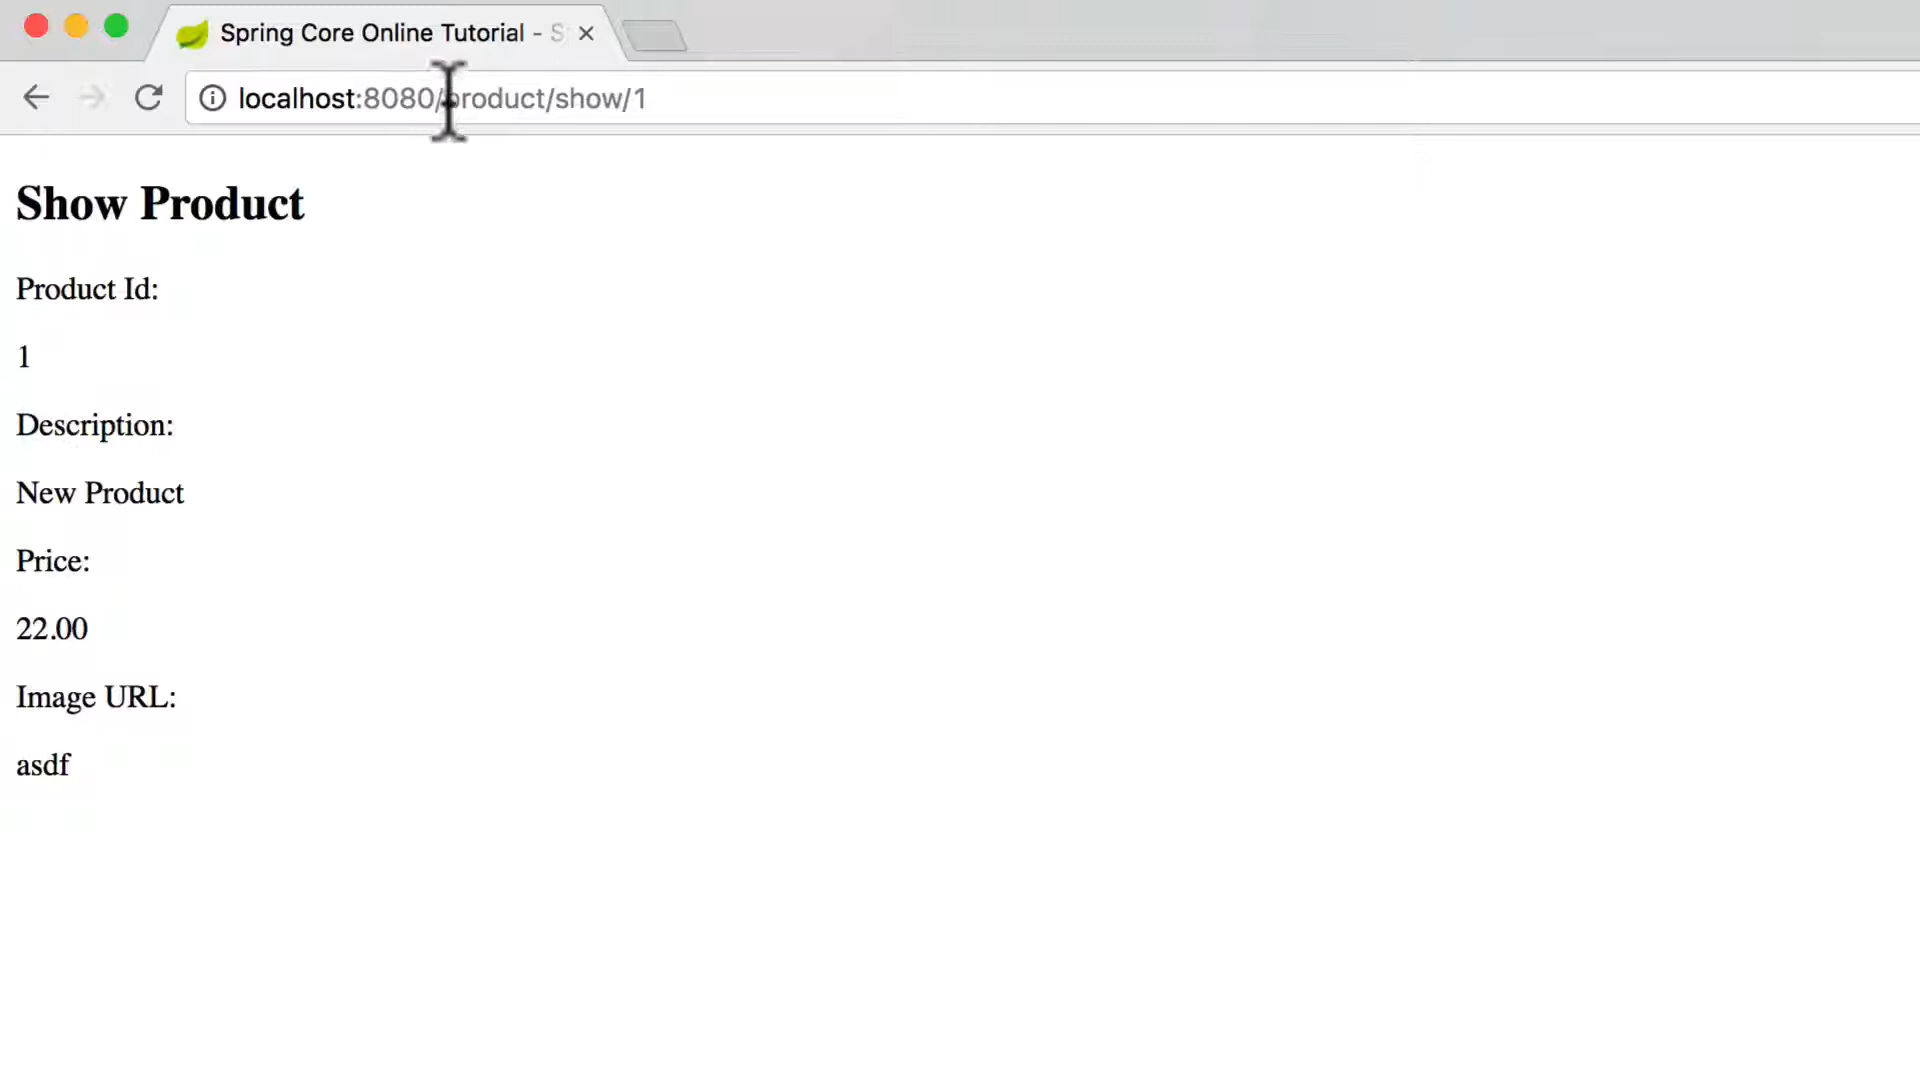 Spring Core Online Tutorial - S
localhost:8080/product/show/1
Show Product
Product Id:
1
Description:
New Product
Price:
22.00
Image URL:
asdf